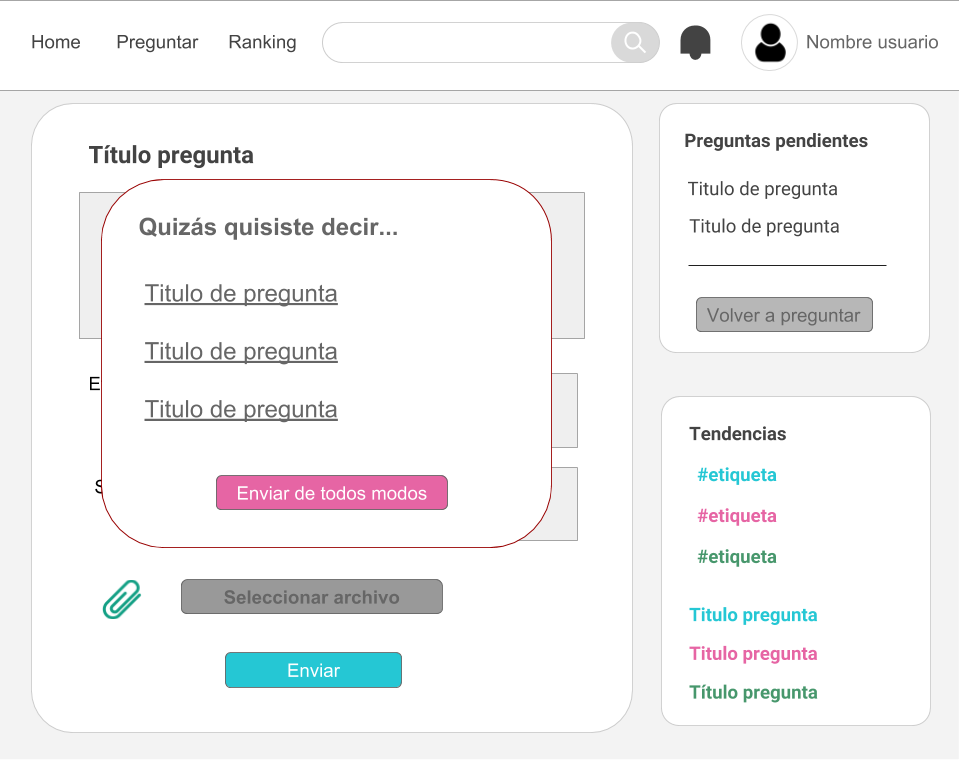 Home Preguntar Ranking Nombre usuario
Título pregunta
Quizás quisiste decir...
Titulo de pregunta
Titulo de pregunta
Titulo de pregunta
Enviar de todos modos
Seleccionar archivo
Enviar
Preguntas pendientes
Titulo de pregunta
Titulo de pregunta
Volver a preguntar
Tendencias
#etiqueta
#etiqueta
#etiqueta
Titulo pregunta
Titulo pregunta
Título pregunta